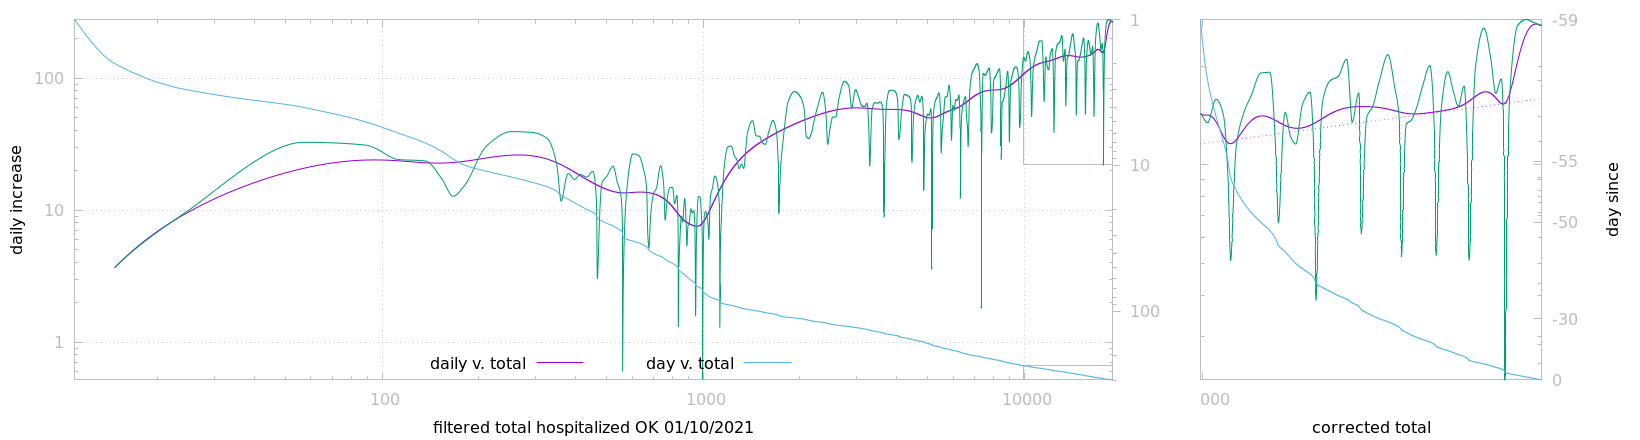 daily increase
100
10
1
100
1000
10000
daily v. total
day v. total
filtered total hospitalized OK 01/10/2021
1
10
100
000
corrected total
-59
-55
-50
-30
0
day since